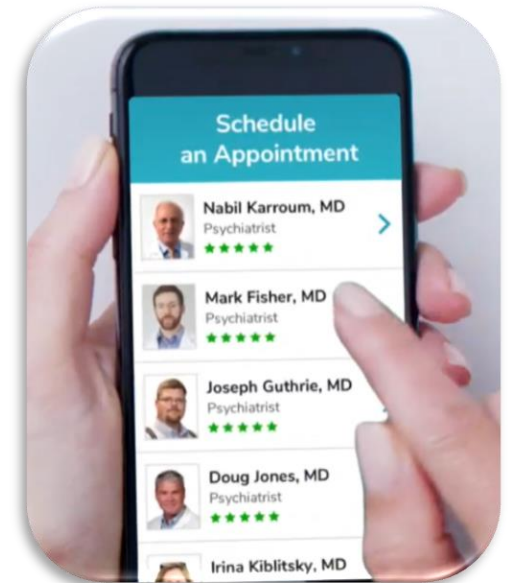 Schedule
an Appointment
Nabil Karroum, MD
Psychiatrist
Mark Fisher, MD
Psychiatrist
Joseph Guthrie, MD
Psychiatrist
Doug Jones, MD
Psychiatrist
Irina Kiblitsky, MD